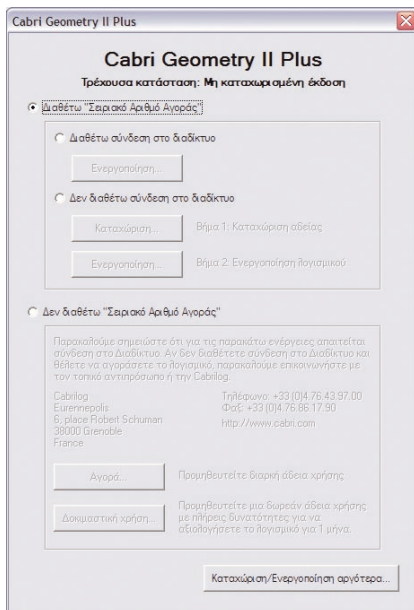 Cabri Geometry II Plus
Cabri Geometry II Plus
Τρέχουσα κατάσταση: Μη καταχωρισμένη έκδοση
Διαθέτω "Σειριακό Αριθμό Αγοράς"
Διαθέτω σύνδεση στο διαδίκτυο
Ενεργοποίηση...
Δεν διαθέτω σύνδεση στο διαδίκτυο
Καταχώριση... Βήμα 1: Καταχώριση αδείας
Ενεργοποίηση... Βήμα 2: Ενεργοποίηση λογισμικού
Δεν διαθέτω "Σειριακό Αριθμό Αγοράς"
Παρακαλούμε σημειώστε ότι για τις παρακάτω ενέργειες απαιτείται
σύνδεση στο Διαδίκτυο. Αν δεν διαθέτετε σύνδεση στο Διαδίκτυο και
θέλετε να αγοράσετε το λογισμικό, παρακαλούμε επικοινωνήστε με
τον τοπικό αντιπρόσωπο ή την Cabrilog.
Cabrilog
Eurennepolis
6, place Robert Schuman
38000 Grenoble
France
Τηλέφωνο: +33 (0)4.76.43.97.00
Φαξ: +33 (0)4.76.86.17.90
http://www.cabri.com
Αγορά... Προμηθευτείτε διαρκή άδεια χρήσης
Δοκιμαστική χρήση... Προμηθευτείτε μια δωρεάν άδεια χρήσης
με πλήρεις δυνατότητες για να
αξιολογήσετε το λογισμικό για 1 μήνα.
Καταχώριση/Ενεργοποίηση αργότερα...